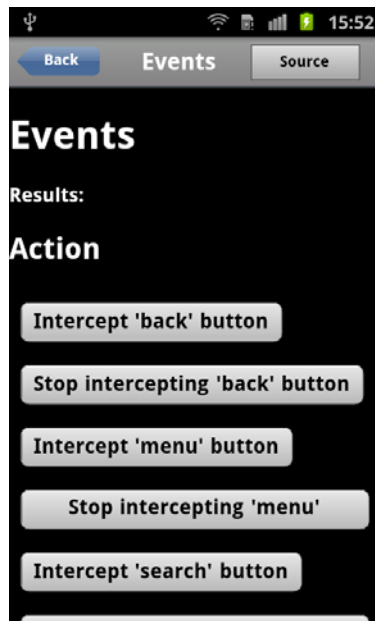 15:52
Back
Events
Source
Events
Results:
Action
Intercept 'back' button
Stop intercepting 'back' button
Intercept 'menu' button
Stop intercepting 'menu'
Intercept 'search' button